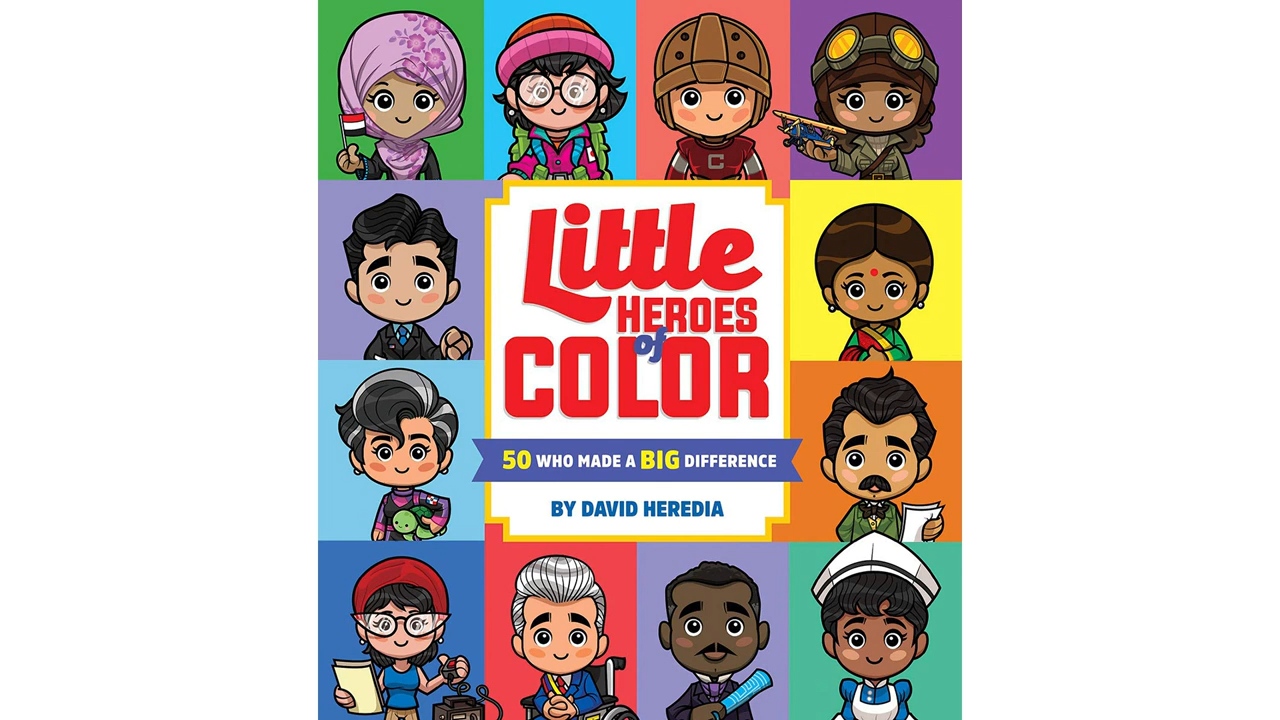 C
Little
HEROES
of
COLOR
50 WHO MADE A BIG DIFFERENCE
BY DAVID HEREDIA